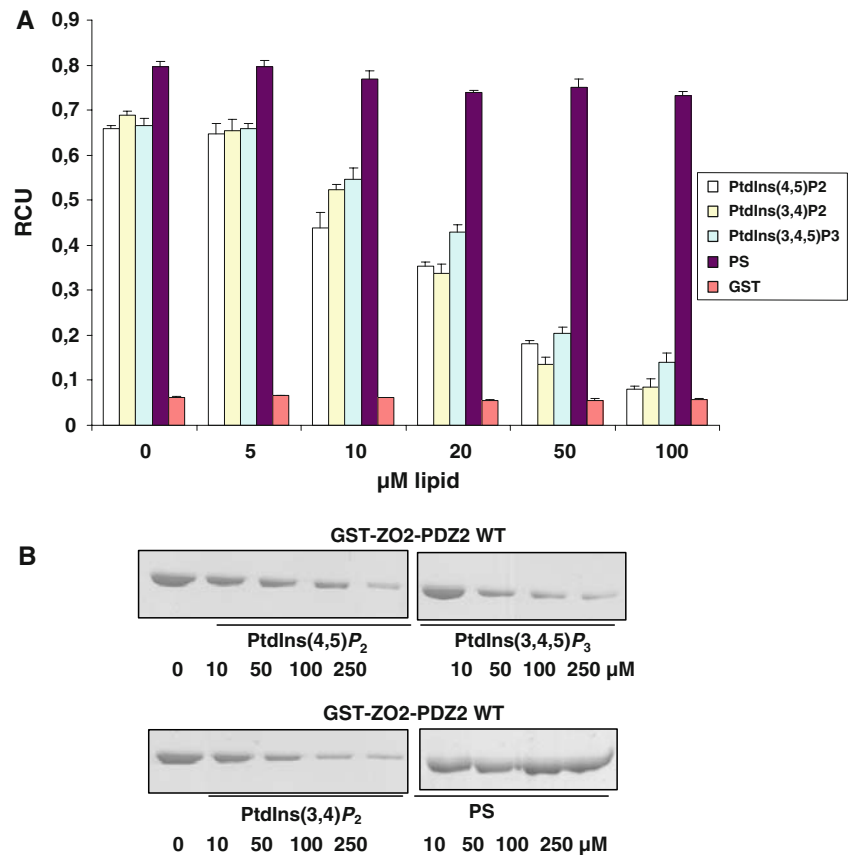 A
0,9
0,8
0,7
0,6
0,5
0,4
0,3
0,2
0,1
0
RCU
0 5 10 20 50 100
µM lipid
PtdIns(4,5)P2
PtdIns(3,4)P2
PtdIns(3,4,5)P3
PS
GST
B
GST-ZO2-PDZ2 WT
PtdIns(4,5)P2 PtdIns(3,4,5)P3
0 10 50 100 250 10 50 100 250 µM
GST-ZO2-PDZ2 WT
PtdIns(3,4)P2 PS
0 10 50 100 250 10 50 100 250 µM